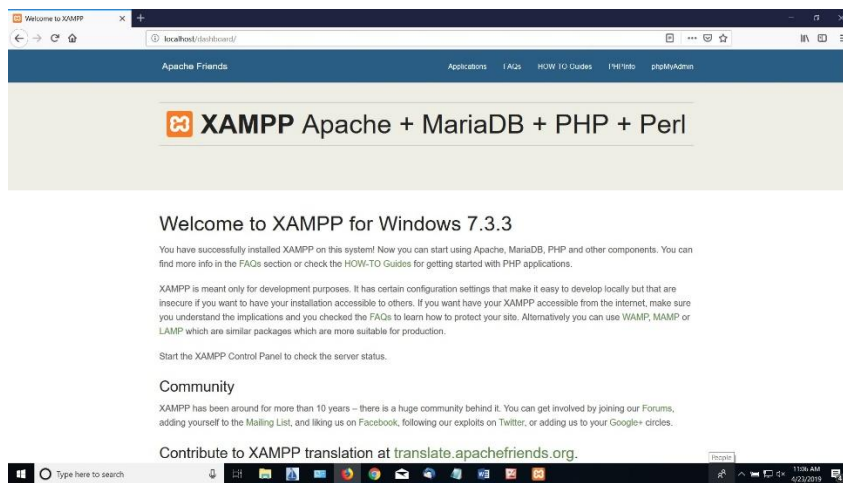 Welcome to XAMPP
localhost/dashboard/
Apache Friends
Applications FAQs HOW-TO Guides PHPInfo phpMyAdmin
XAMPP Apache + MariaDB + PHP + Perl
Welcome to XAMPP for Windows 7.3.3
You have successfully installed XAMPP on this system! Now you can start using Apache, MariaDB, PHP and other components. You can
find more info in the FAQs section or check the HOW-TO Guides for getting started with PHP applications.
XAMPP is meant only for development purposes. It has certain configuration settings that make it easy to develop locally but that are
insecure if you want to have your installation accessible to others. If you want have your XAMPP accessible from the internet, make sure
you understand the implications and you checked the FAQs to learn how to protect your site. Alternatively you can use WAMP, MAMP or
LAMP which are similar packages which are more suitable for production.
Start the XAMPP Control Panel to check the server status.
Community
XAMPP has been around for more than 10 years – there is a huge community behind it. You can get involved by joining our Forums,
adding yourself to the Mailing List, and liking us on Facebook, following our exploits on Twitter, or adding us to your Google+ circles.
Contribute to XAMPP translation at translate.apachefriends.org.
People
Type here to search
11:06 AM
4/23/2019